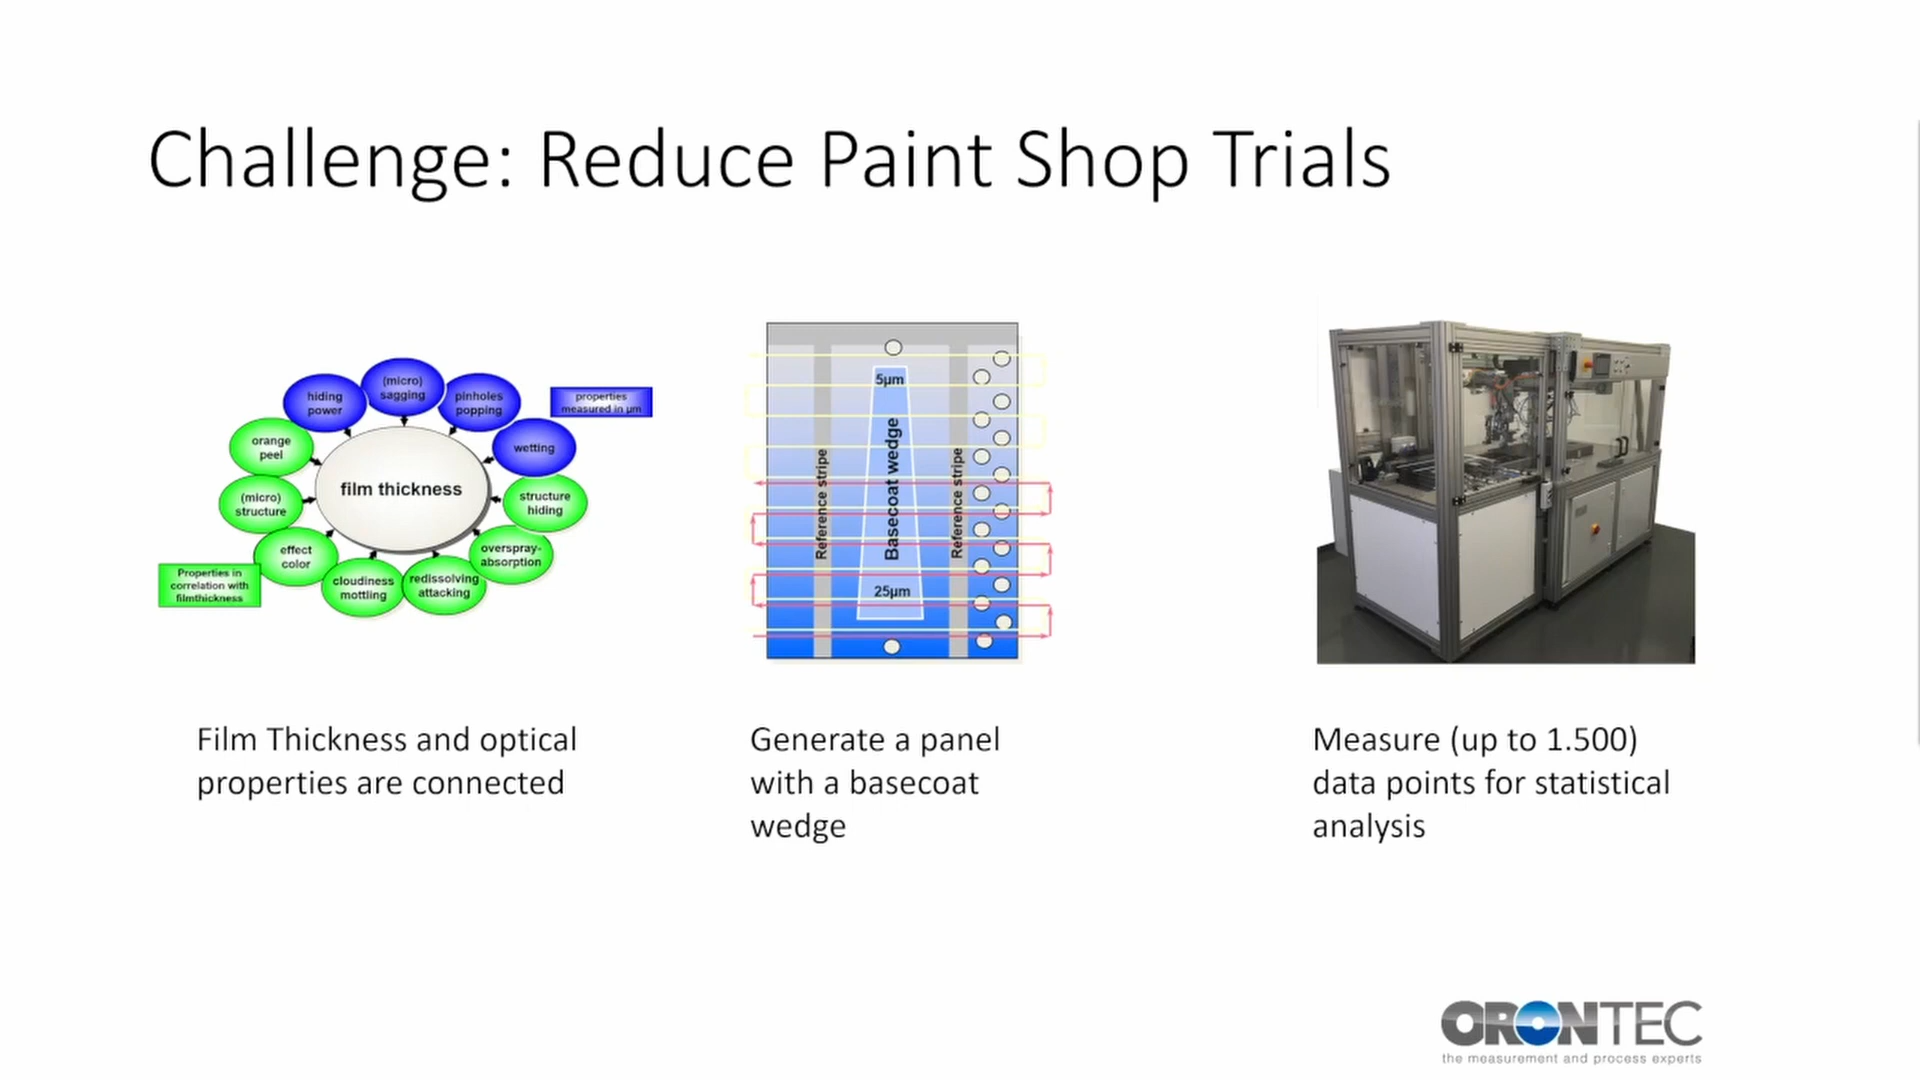 Challenge: Reduce Paint Shop Trials
(micro)
sagging
hiding
power
pinholes
popping
properties
measured in µm
orange
peel
wetting
film thickness
(micro)
structure
structure
hiding
effect
color
overspray-
absorption
cloudiness
mottling
redissolving
attacking
Properties in
correlation with
filmthickness
5µm
Reference stripe
Basecoat wedge
Reference stripe
25µm
Film Thickness and optical
properties are connected
Generate a panel
with a basecoat
wedge
Measure (up to 1.500)
data points for statistical
analysis
ORONTEC
the measurement and process experts